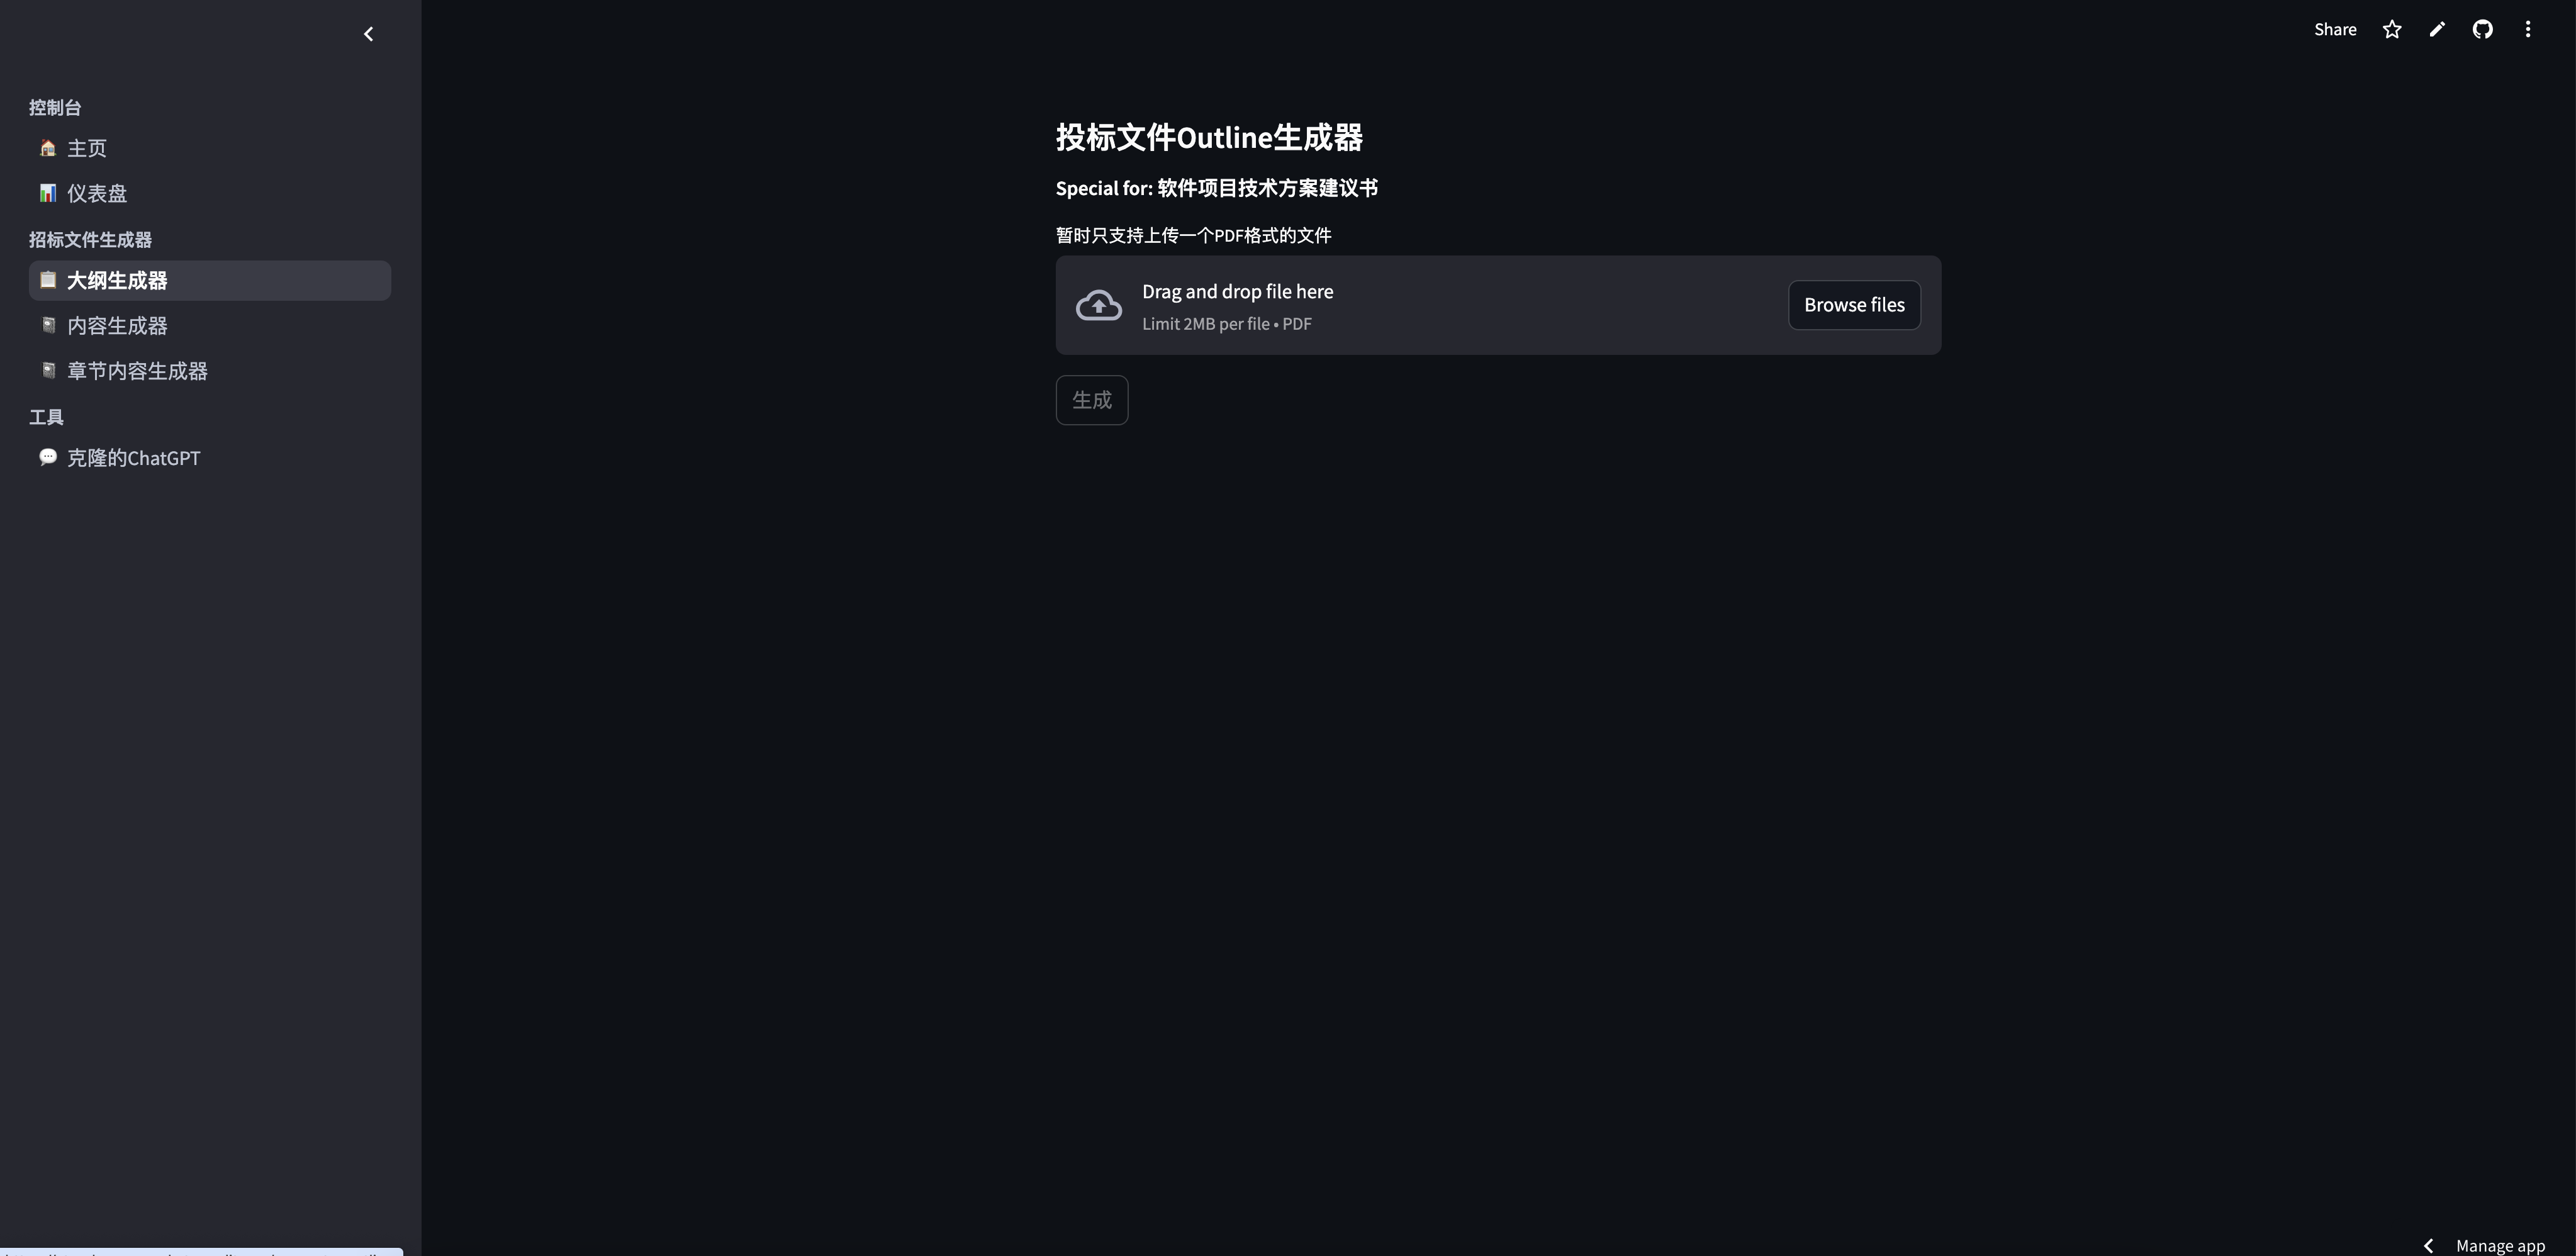 Share
控制台
主页
仪表盘
招标文件生成器
大纲生成器
内容生成器
章节内容生成器
工具
克隆的ChatGPT
投标文件Outline生成器
Special for: 软件项目技术方案建议书
暂时只支持上传一个PDF格式的文件
Drag and drop file here
Limit 2MB per file • PDF
Browse files
生成
Manage app